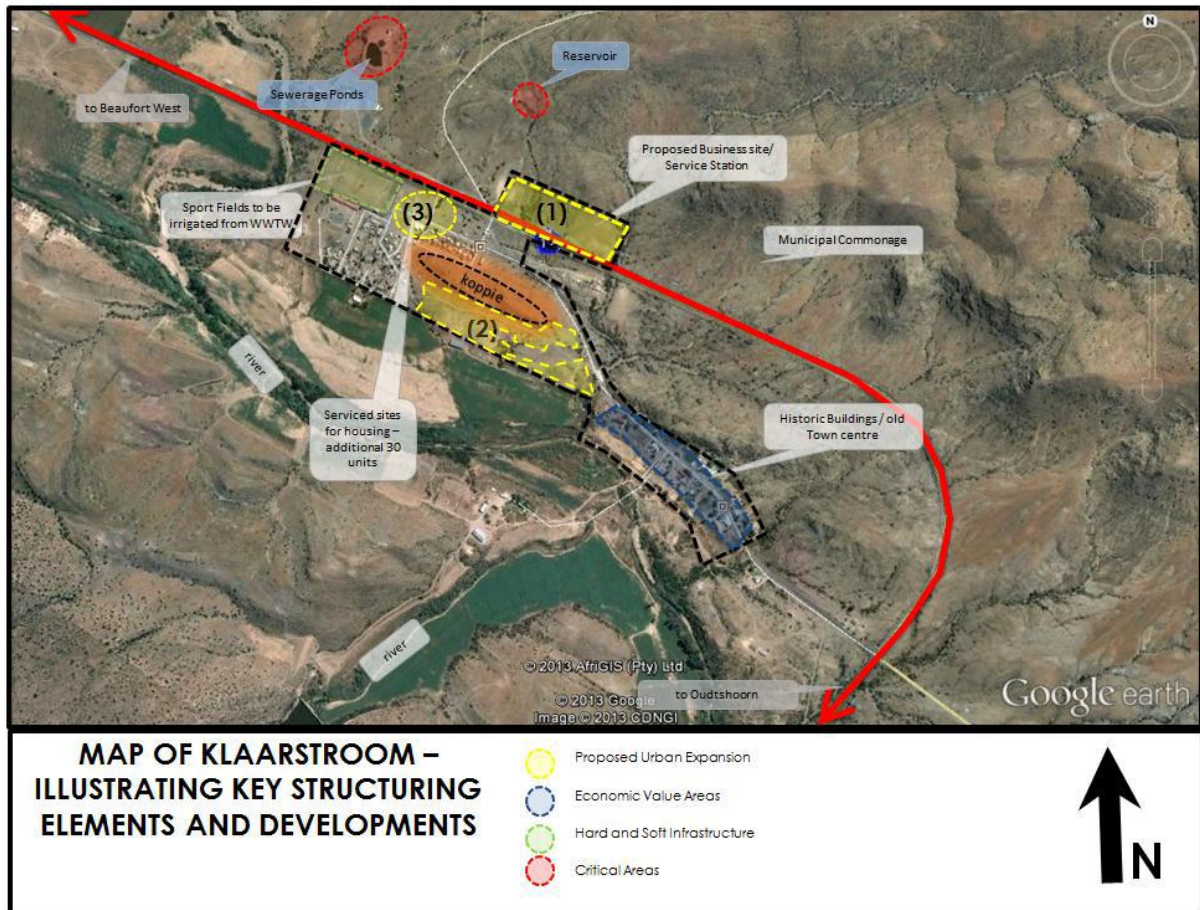 N
Reservoir
Sewerage Ponds
to Beaufort West
Proposed Business site/
Service Station
(1)
(3)
Sport Fields to be
irrigated from WWTW
Municipal Commonage
koppie
(2)
river
Serviced sites
for housing –
additional 30
units
Historic Buildings / old
Town centre
river
© 2013 AfriGIS (Pty) Ltd
to Oudtshoorn
© 2013 Google
Image © 2013 CDNGI
Google earth
MAP OF KLAARSTROOM –
ILLUSTRATING KEY STRUCTURING
ELEMENTS AND DEVELOPMENTS
Proposed Urban Expansion
Economic Value Areas
Hard and Soft Infrastructure
Critical Areas
N